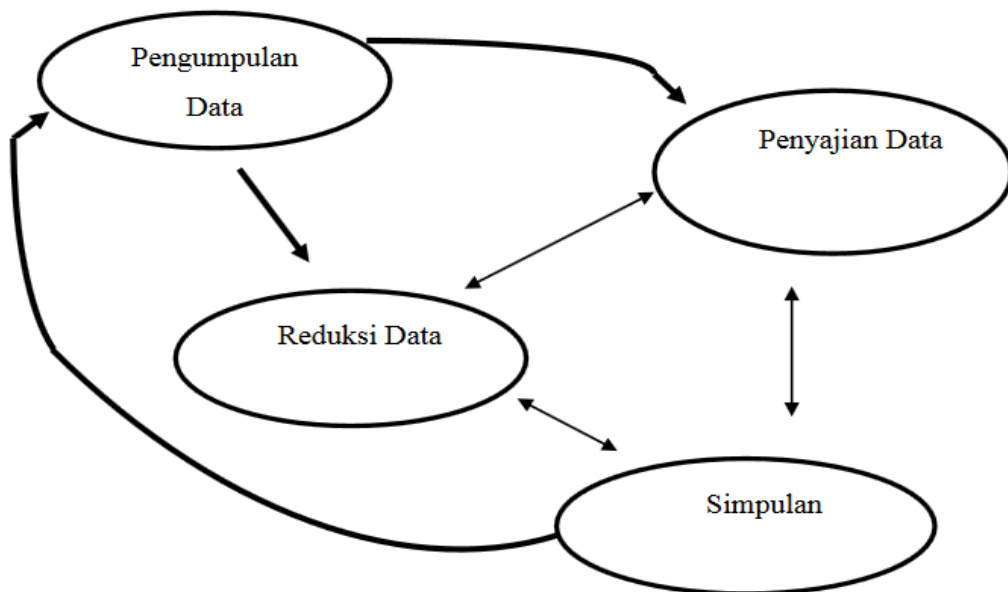 Pengumpulan
Data
Penyajian Data
Reduksi Data
Simpulan